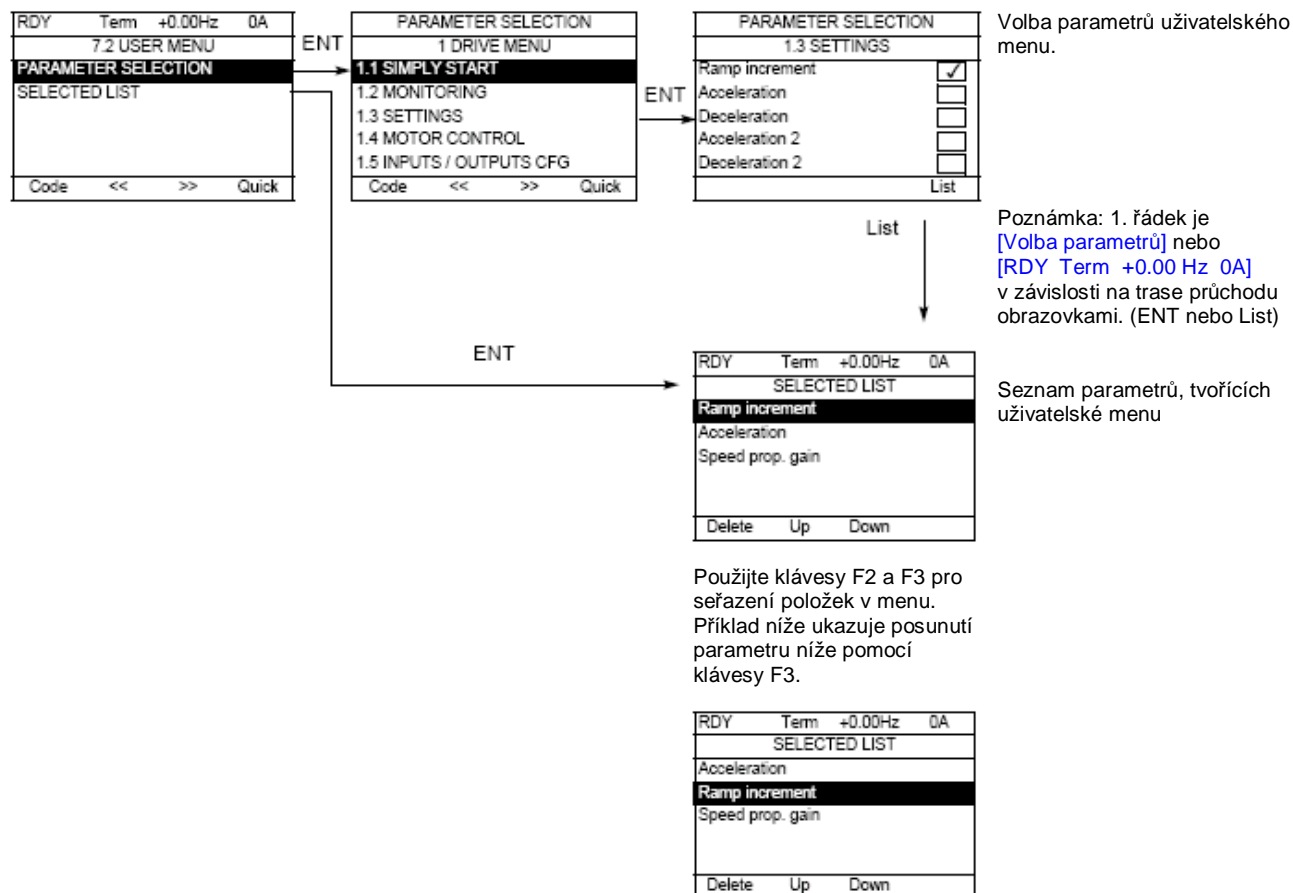 RDY Term +0.00Hz 0A
7.2 USER MENU
PARAMETER SELECTION
SELECTED LIST
Code << >> Quick
ENT
PARAMETER SELECTION
1 DRIVE MENU
1.1 SIMPLY START
1.2 MONITORING
1.3 SETTINGS
1.4 MOTOR CONTROL
1.5 INPUTS / OUTPUTS CFG
Code << >> Quick
ENT
PARAMETER SELECTION
1.3 SETTINGS
Ramp increment
Acceleration
Deceleration
Acceleration 2
Deceleration 2
List
Volba parametrů uživatelského
menu.
List
Poznámka: 1. řádek je
[Volba parametrů] nebo
[RDY Term +0.00 Hz 0A]
v závislosti na trase průchodu
obrazovkami. (ENT nebo List)
ENT
RDY Term +0.00Hz 0A
SELECTED LIST
Ramp increment
Acceleration
Speed prop. gain
Delete Up Down
Seznam parametrů, tvořících
uživatelské menu
Použijte klávesy F2 a F3 pro
seřazení položek v menu.
Příklad níže ukazuje posunutí
parametru níže pomocí
klávesy F3.
RDY Term +0.00Hz 0A
SELECTED LIST
Acceleration
Ramp increment
Speed prop. gain
Delete Up Down